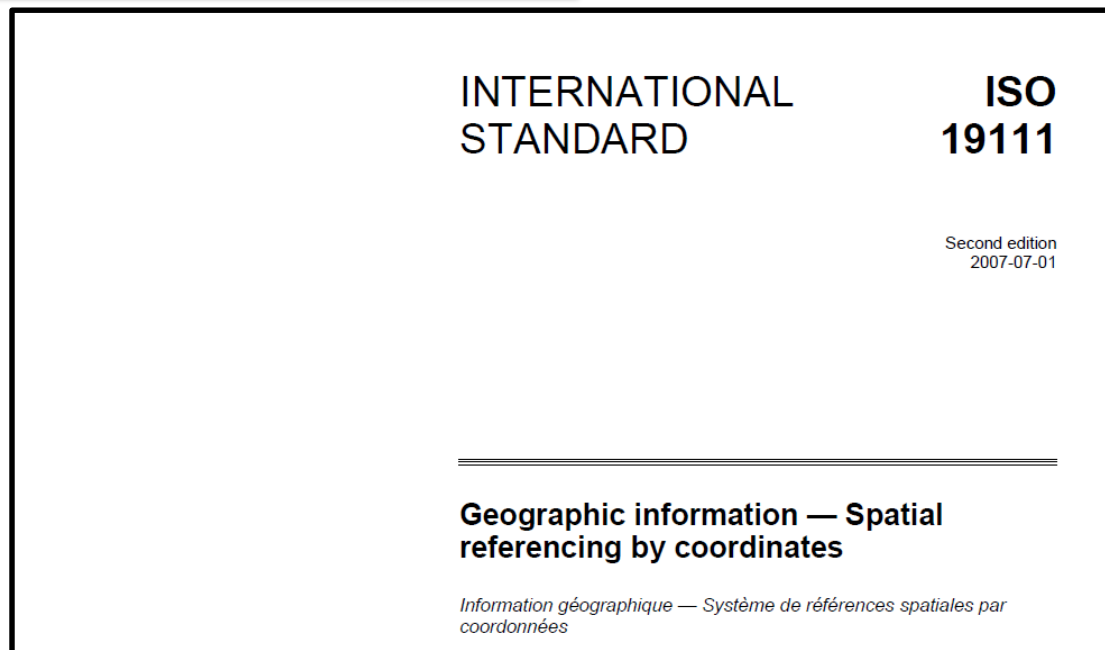 INTERNATIONAL STANDARD
ISO 19111
Second edition
2007-07-01
Geographic information — Spatial
referencing by coordinates
Information géographique — Système de références spatiales par
coordonnées